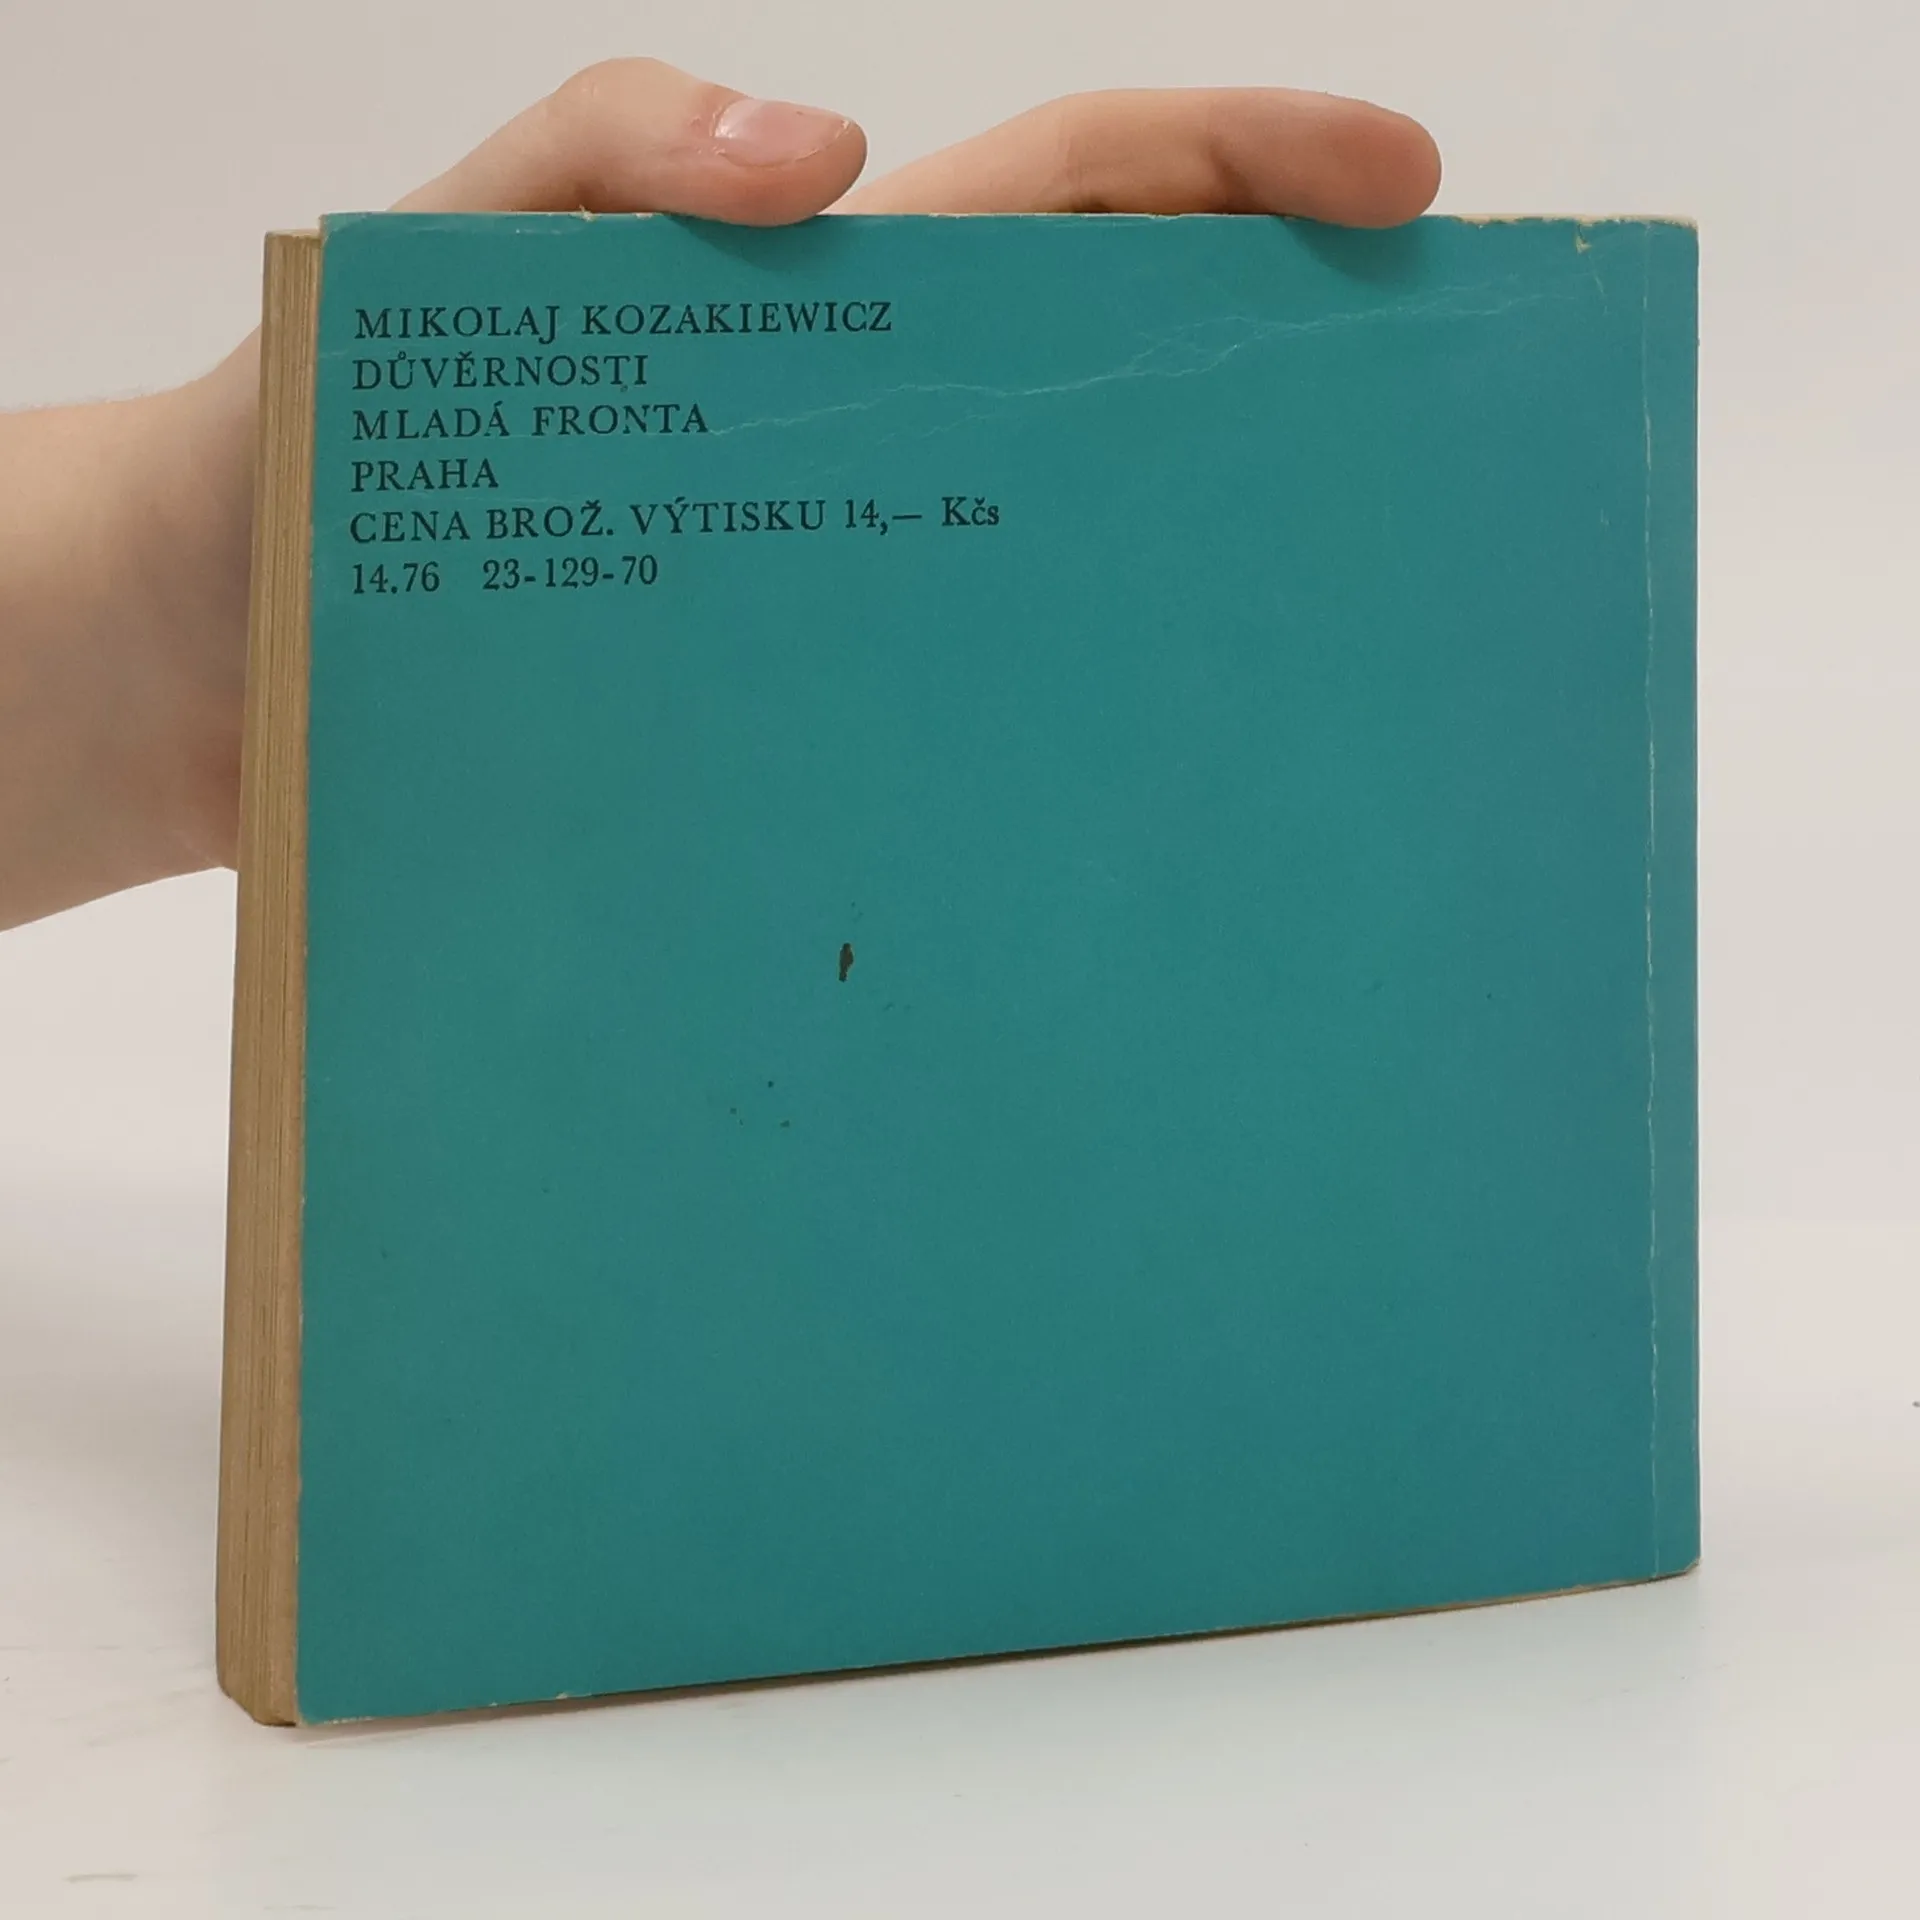 MIKOLAJ KOZAKIEWICZ
DŮVĚRNOSTI
MLADÁ FRONTA
PRAHA
CENA BROŽ. VÝTISKU 14,— Kčs
14.76 23-129-70